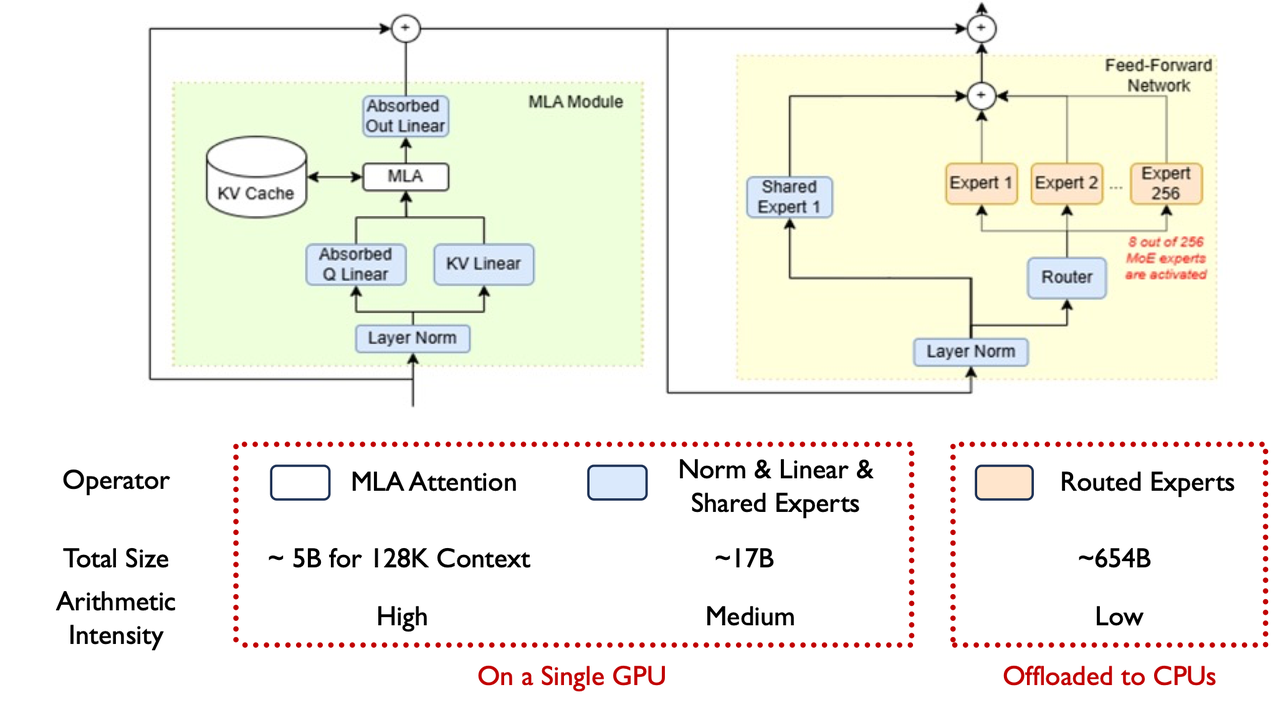 +
+
Feed-Forward
Network
MLA Module
Absorbed
Out Linear
+
KV Cache
MLA
Shared
Expert 1
Expert 1
Expert 2
...
Expert
256
8 out of 256
MoE experts
are activated
Absorbed
Q Linear
KV Linear
Router
Layer Norm
Layer Norm
Operator
MLA Attention
Norm & Linear &
Shared Experts
Routed Experts
Total Size
~ 5B for 128K Context
~17B
~654B
Arithmetic
Intensity
High
Medium
Low
On a Single GPU
Offloaded to CPUs